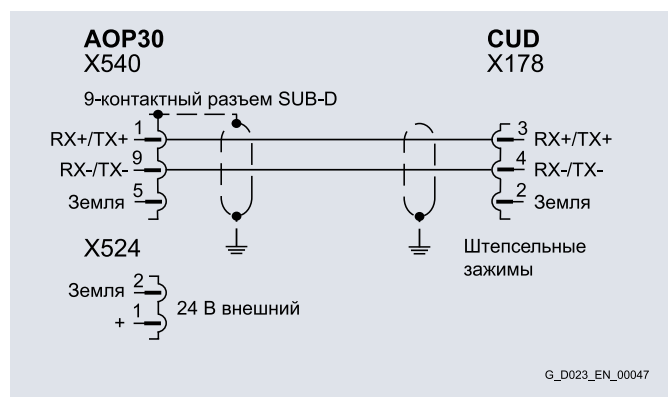 AOP30
X540
CUD
X178
9-контактный разъем SUB-D
RX+/TX+ 1
3 RX+/TX+
RX-/TX- 9
4 RX-/TX-
Земля 5
2 Земля
X524
Штепсельные
зажимы
Земля 2
24 В внешний
+ 1
G_D023_EN_00047